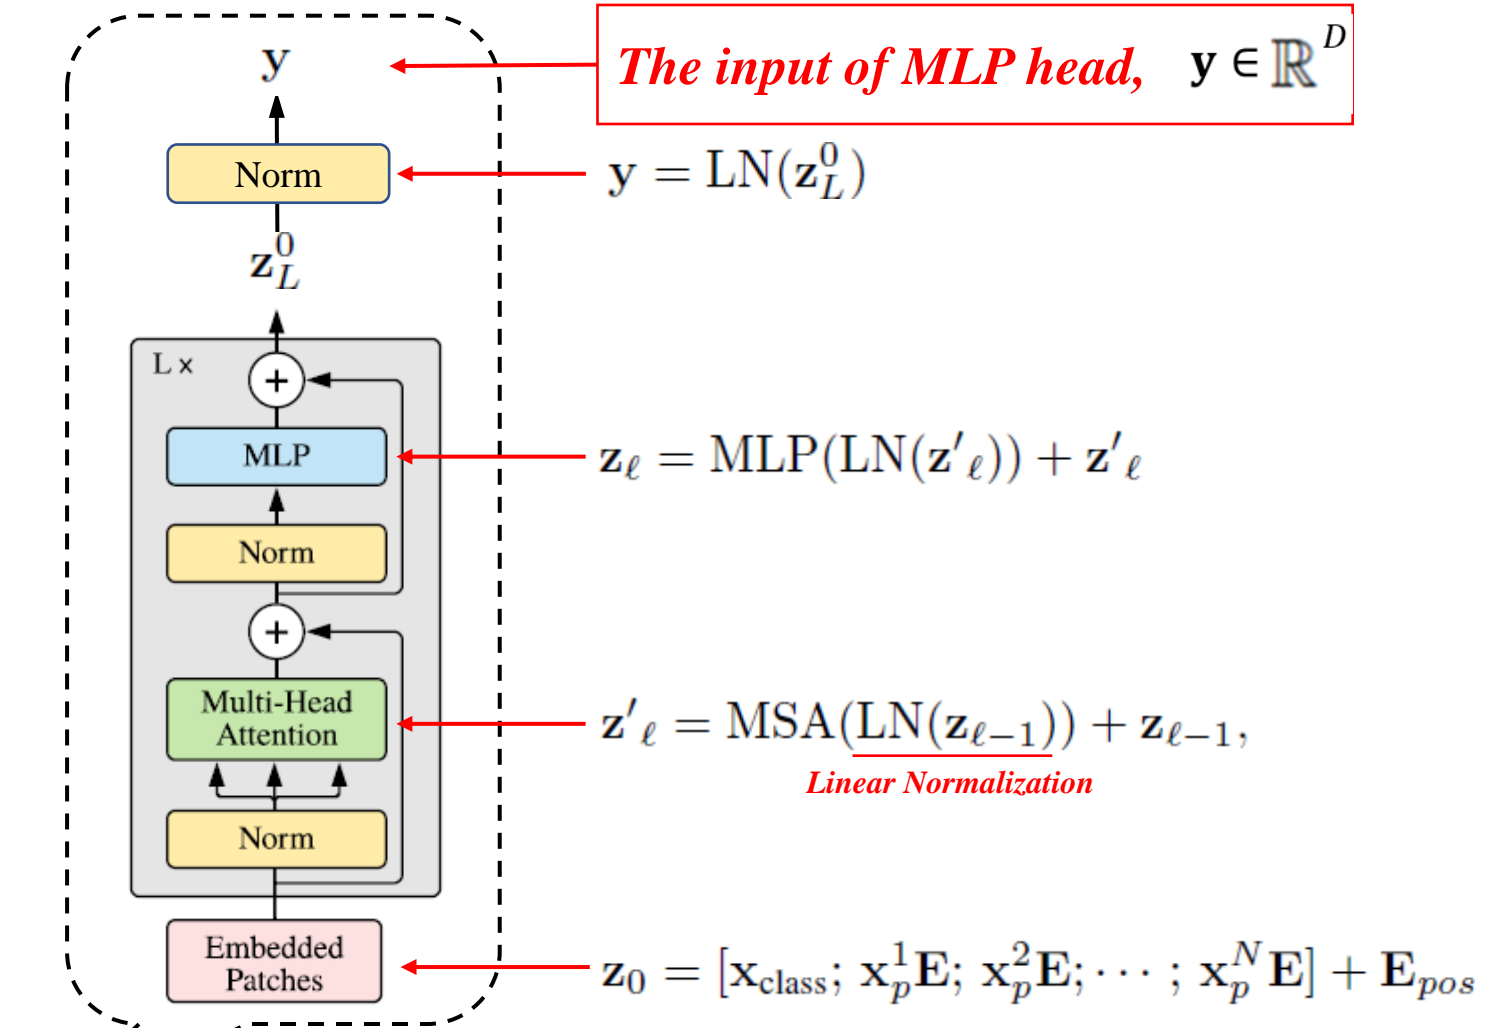 y
The input of MLP head, y ∈ ℝ^D
Norm
y = LN(z_L^0)
z_L^0
L ×
+
MLP
z_ℓ = MLP(LN(z′_ℓ)) + z′_ℓ
Norm
+
Multi-Head
Attention
z′_ℓ = MSA(LN(z_{ℓ−1})) + z_{ℓ−1},
Linear Normalization
Norm
Embedded
Patches
z_0 = [x_class; x_p^1 E; x_p^2 E; ··· ; x_p^N E] + E_pos